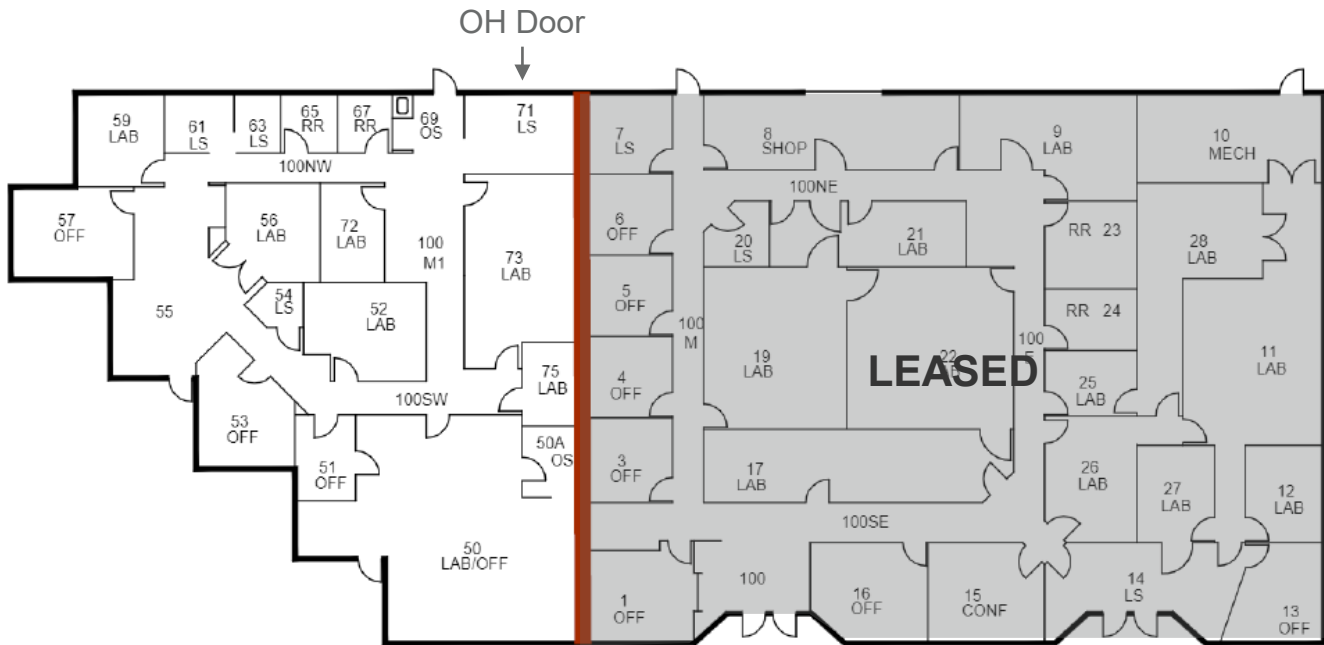 OH Door
59
LAB
61
LS
63
LS
65
RR
67
RR
69
OS
71
LS
7
LS
8
SHOP
9
LAB
10
MECH
100NW
100NE
57
OFF
56
LAB
72
LAB
100
M1
73
LAB
6
OFF
20
LS
21
LAB
RR 23
28
LAB
55
54
LS
52
LAB
5
OFF
100
M
19
LAB
22
LEASED
100
RR 24
11
LAB
75
LAB
4
OFF
25
LAB
100SW
53
OFF
51
OFF
50A
OS
3
OFF
17
LAB
26
LAB
27
LAB
12
LAB
100SE
50
LAB/OFF
1
OFF
100
16
OFF
15
CONF
14
LS
13
OFF